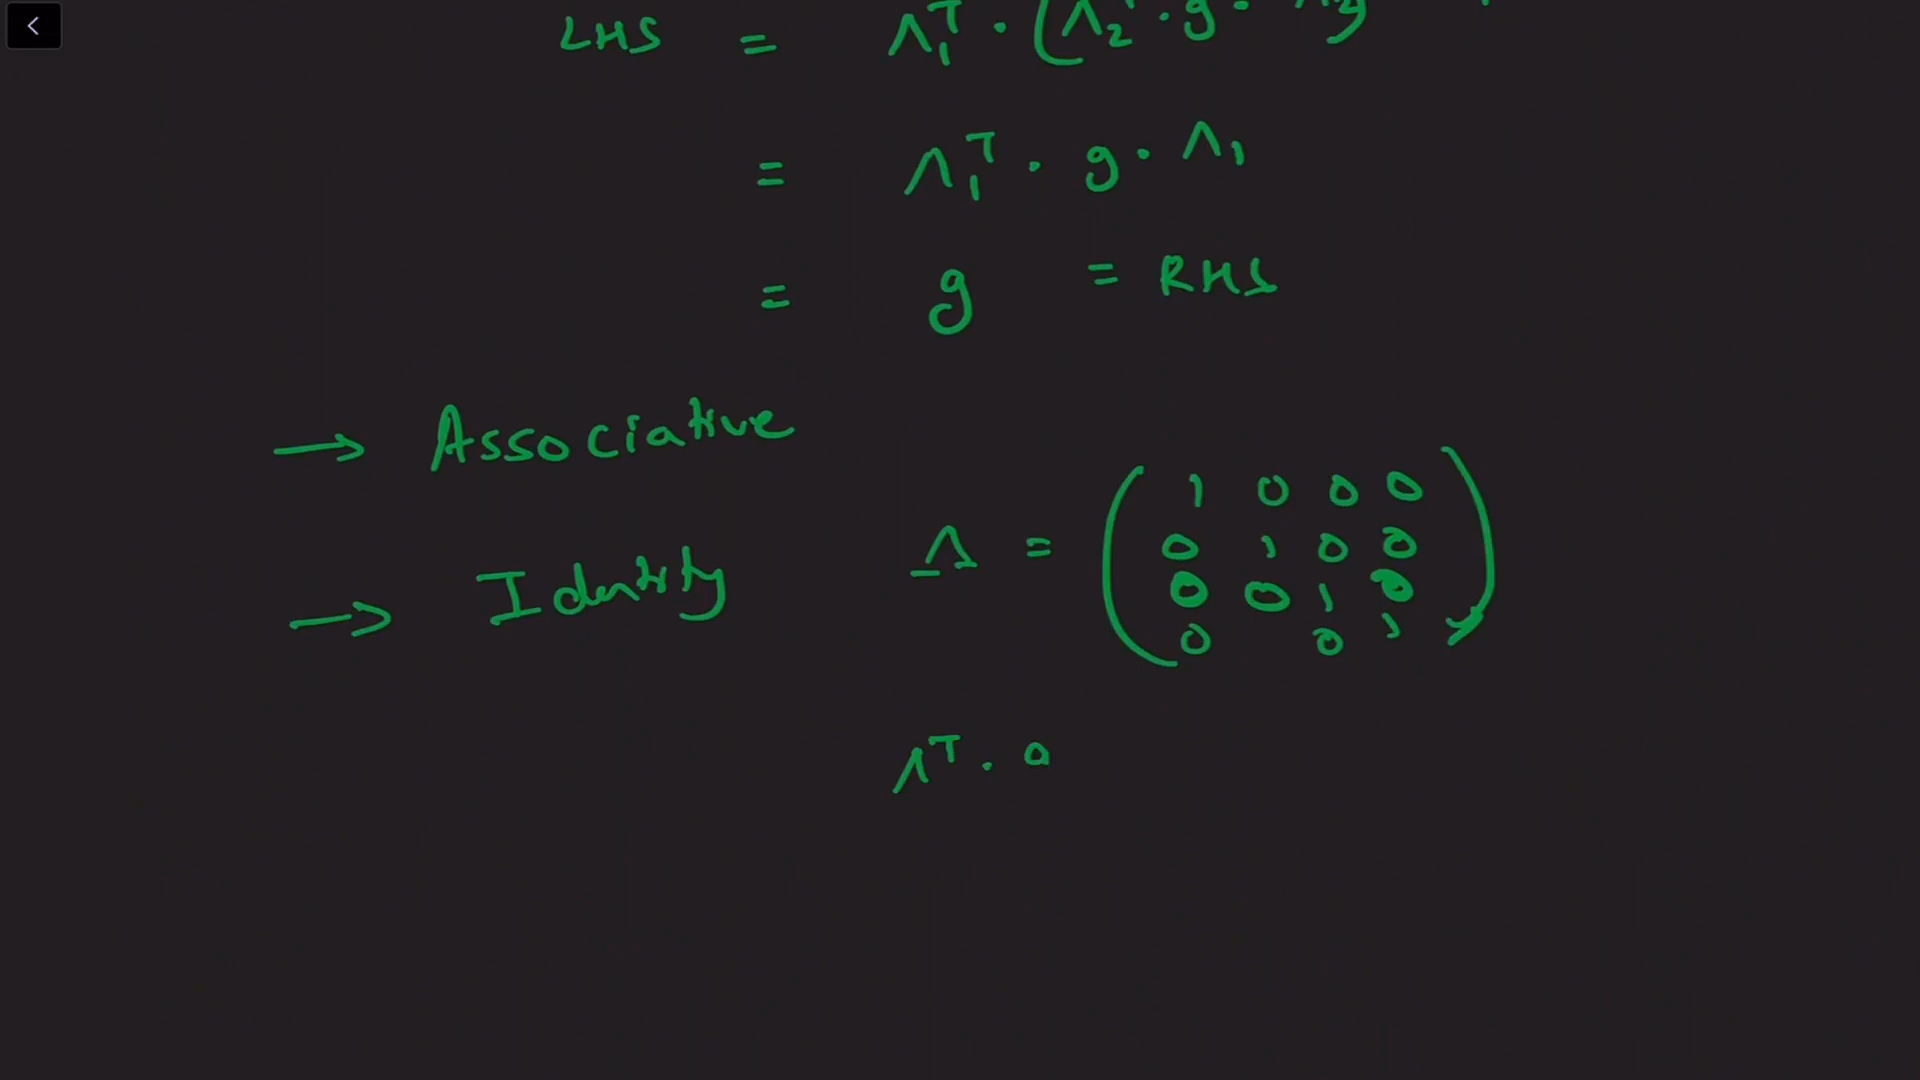 LHS = Λ₁ᵀ · (Λ₂ᵀ · g · Λ₂)
= Λ₁ᵀ · g · Λ₁
= g = RHS
→ Associative
→ Identity Λ = ( 1 0 0 0
0 1 0 0
0 0 1 0
0 0 1 )
Λᵀ · g